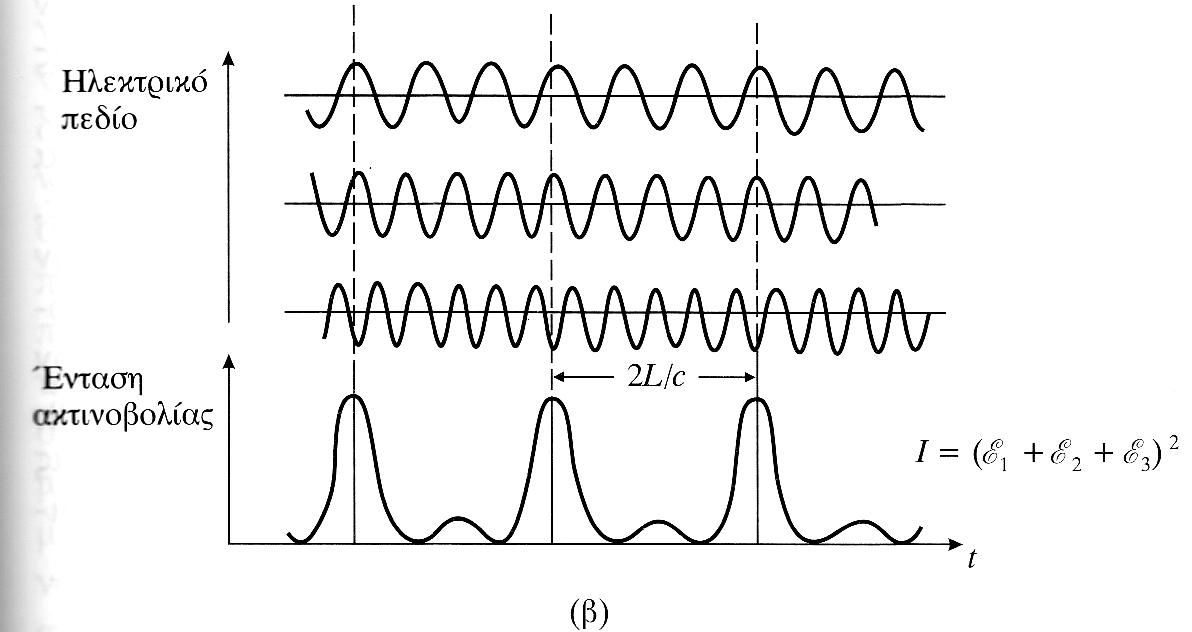 Ηλεκτρικό
πεδίο
2L/c
Ένταση
ακτινοβολίας
I = (ℰ₁ + ℰ₂ + ℰ₃)²
t
(β)